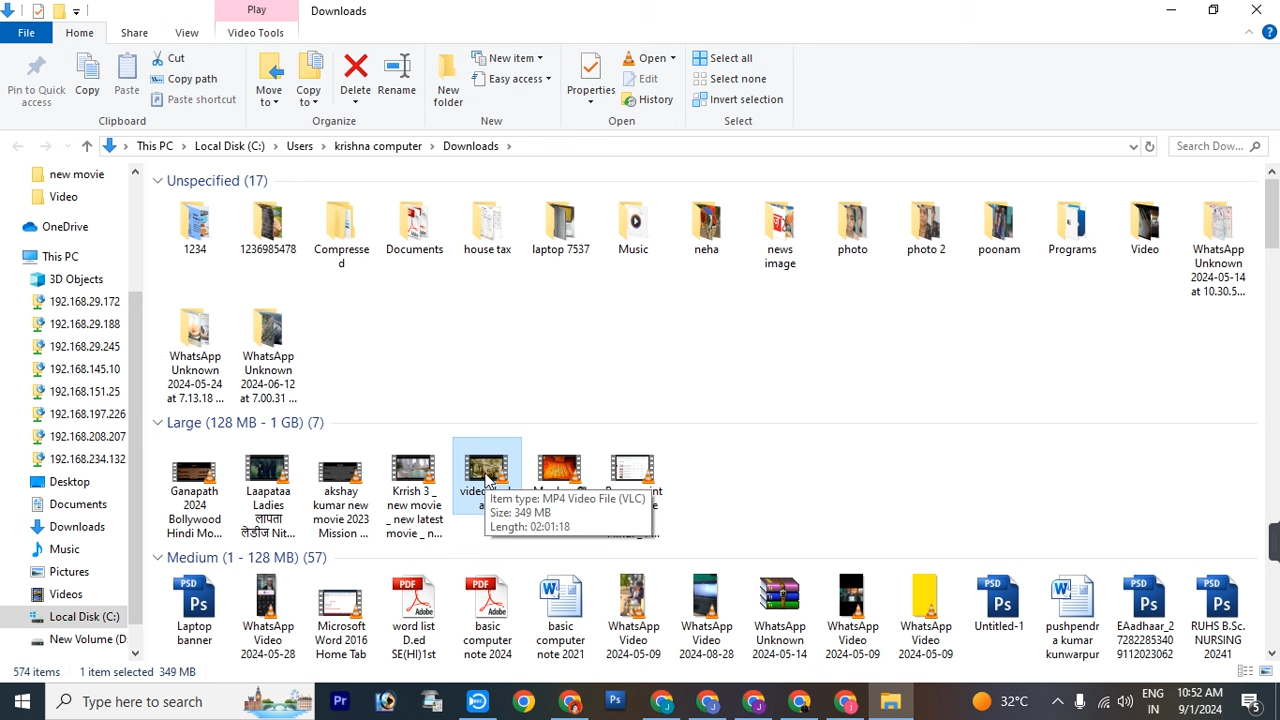 Play
Downloads
File
Home
Share
View
Video Tools
Pin to Quick access
Copy
Paste
Cut
Copy path
Paste shortcut
Move to
Copy to
Delete
Rename
New folder
New item
Easy access
Properties
Open
Edit
History
Select all
Select none
Invert selection
Clipboard
Organize
New
Open
Select
This PC
Local Disk (C:)
Users
krishna computer
Downloads
Search Dow...
new movie
Video
OneDrive
This PC
3D Objects
192.168.29.172
192.168.29.188
192.168.29.245
192.168.145.10
192.168.151.25
192.168.197.226
192.168.208.207
192.168.234.132
Desktop
Documents
Downloads
Music
Pictures
Videos
Local Disk (C:)
New Volume (D
Unspecified (17)
1234
1236985478
Compresse
d
Documents
house tax
laptop 7537
Music
neha
news
image
photo
photo 2
poonam
Programs
Video
WhatsApp
Unknown
2024-05-14
at 10.30.5...
WhatsApp
Unknown
2024-05-24
at 7.13.18 ...
WhatsApp
Unknown
2024-06-12
at 7.00.31 ...
Large (128 MB - 1 GB) (7)
Ganapath
2024
Bollywood
Hindi Mo...
Laapataa
Ladies
लापता
लेडीज Nit...
akshay
kumar new
movie 2023
Mission ...
Krrish 3 _
new movie
_ new latest
movie _ n...
Item type: MP4 Video File (VLC)
Size: 349 MB
Length: 02:01:18
Medium (1 - 128 MB) (57)
Laptop
banner
WhatsApp
Video
2024-05-28
Microsoft
Word 2016
Home Tab
word list
D.ed
SE(HI)1st
basic
computer
note 2024
basic
computer
note 2021
WhatsApp
Video
2024-05-09
WhatsApp
Video
2024-08-28
WhatsApp
Unknown
2024-05-14
WhatsApp
Video
2024-05-09
WhatsApp
Video
2024-05-09
Untitled-1
pushpendr
a kumar
kunwarpur
EAadhaar_2
7282285340
9112023062
RUHS B.Sc.
NURSING
20241
574 items
1 item selected 349 MB
Type here to search
32°C
ENG
IN
10:52 AM
9/1/2024
5